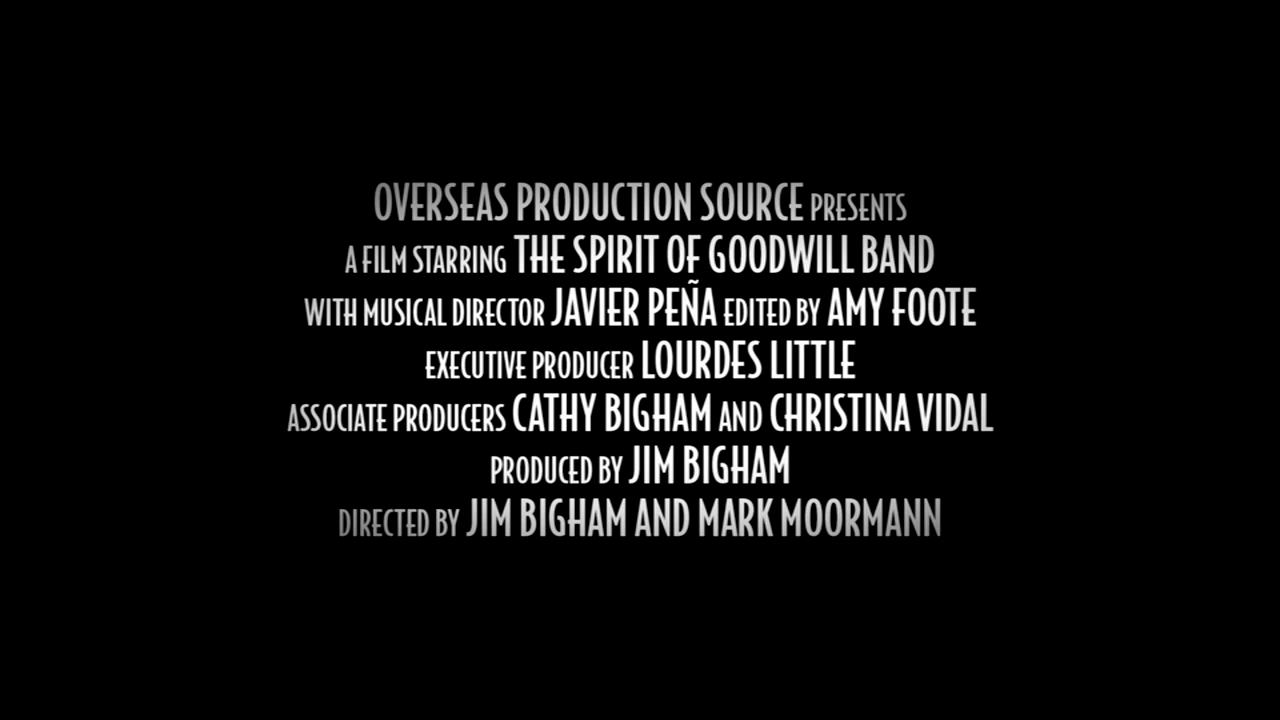 OVERSEAS PRODUCTION SOURCE PRESENTS
A FILM STARRING THE SPIRIT OF GOODWILL BAND
WITH MUSICAL DIRECTOR JAVIER PEÑA EDITED BY AMY FOOTE
EXECUTIVE PRODUCER LOURDES LITTLE
ASSOCIATE PRODUCERS CATHY BIGHAM AND CHRISTINA VIDAL
PRODUCED BY JIM BIGHAM
DIRECTED BY JIM BIGHAM AND MARK MOORMANN